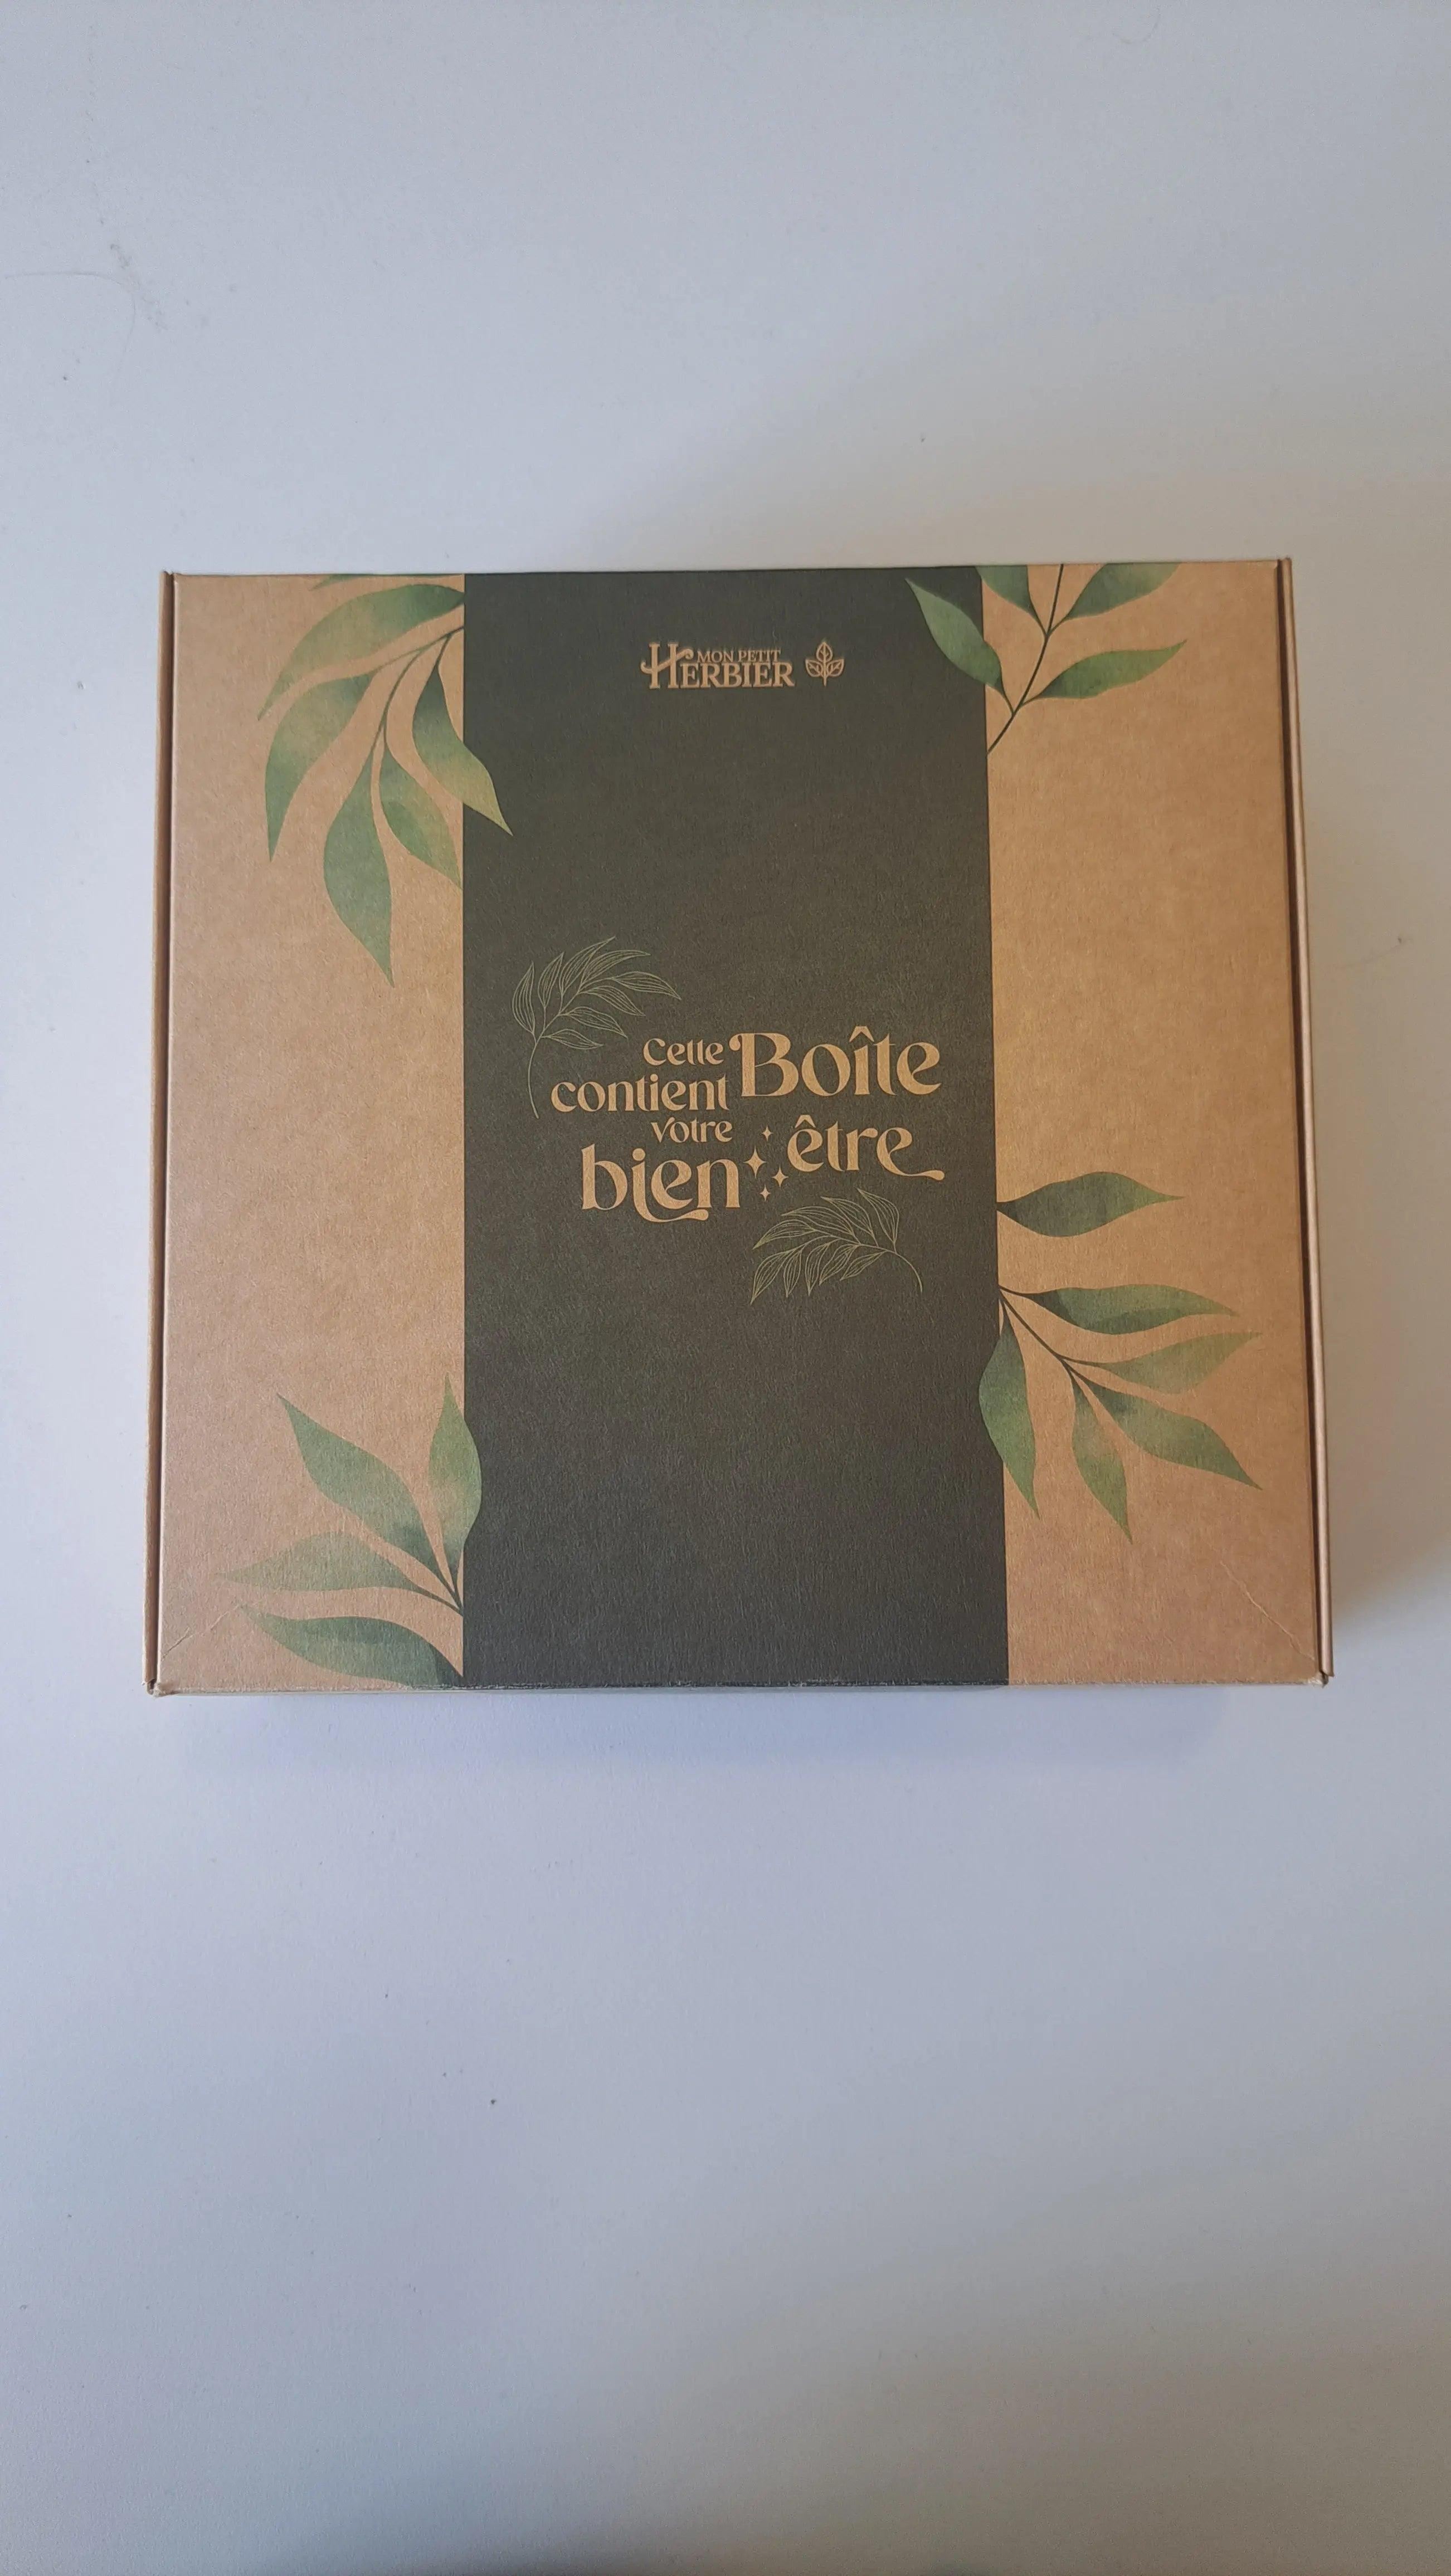 MON PETIT
HERBIER
Cette Boîte
contient
votre
bien être